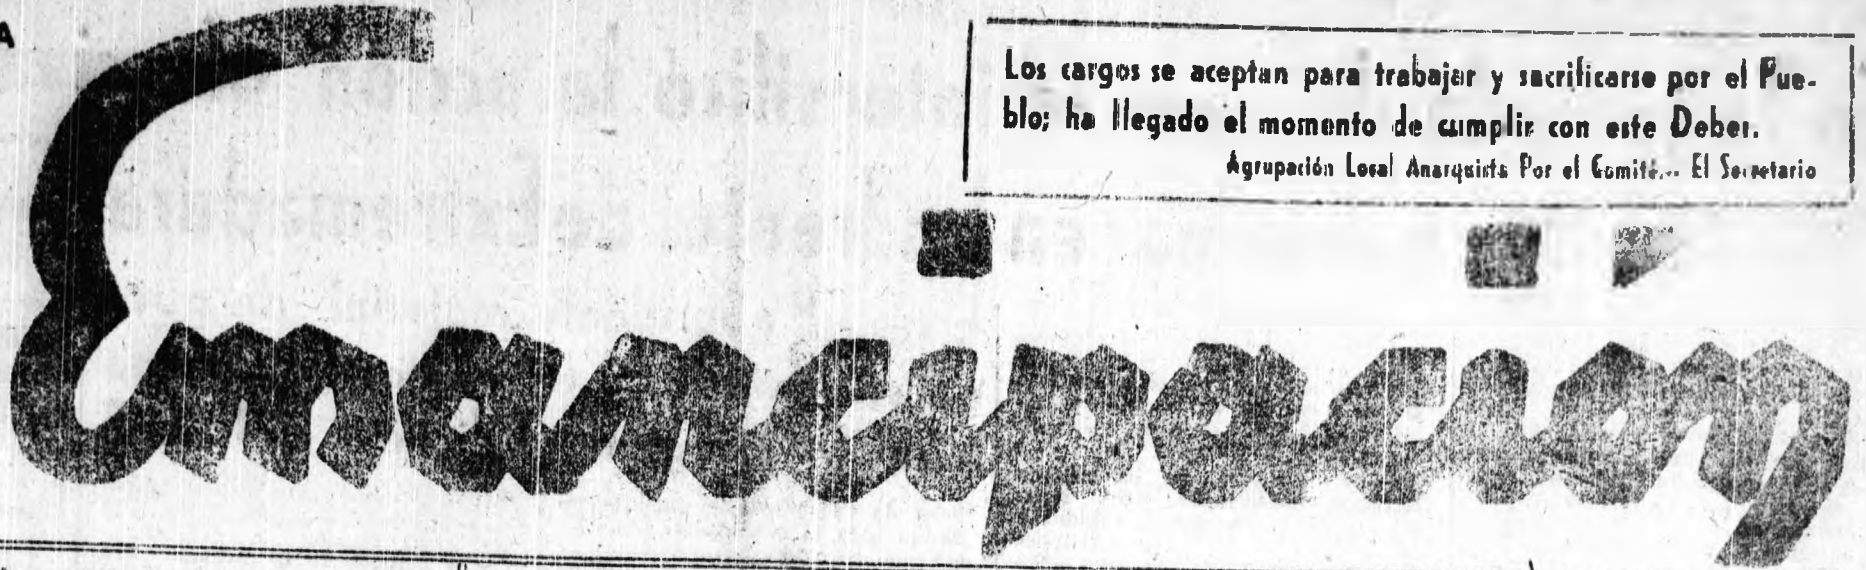 A
Los cargos se aceptan para trabajar y sacrificarse por el Pue-
blo; ha llegado el momento de cumplir con este Deber.
Agrupación Local Anarquista Por el Comité.-- El Secretario
Emancipación